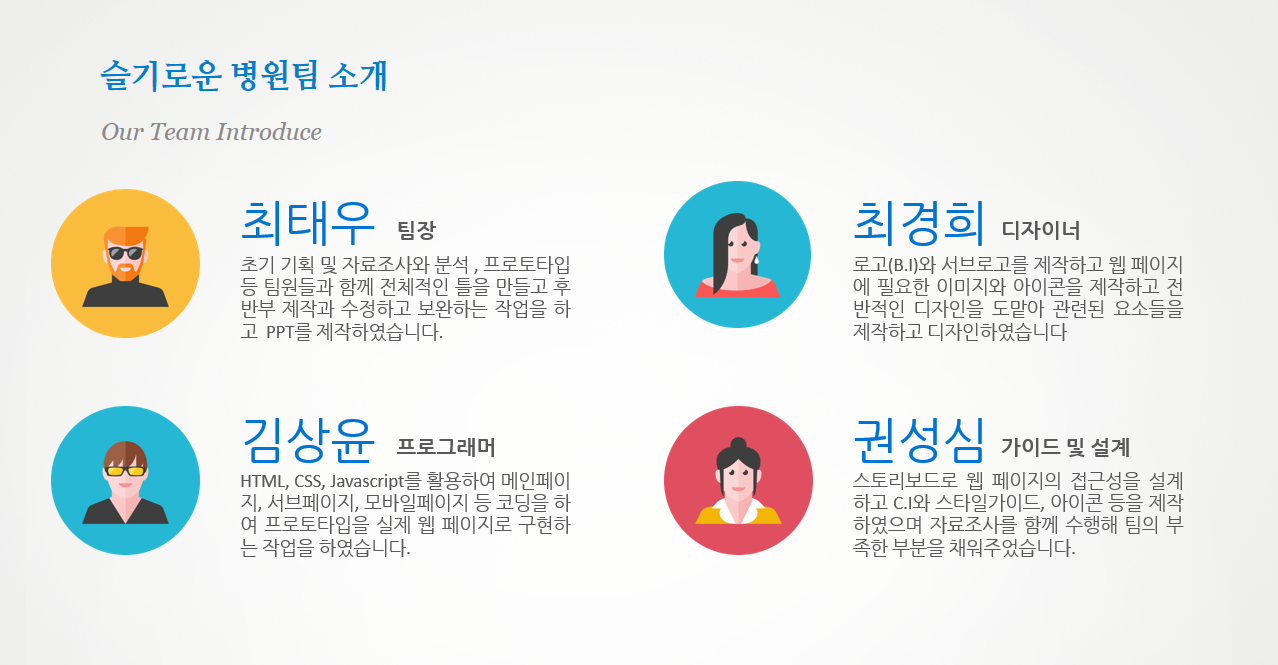 슬기로운 병원팀 소개
Our Team Introduce
최태우 팀장
초기 기획 및 자료조사와 분석 , 프로토타입
등 팀원들과 함께 전체적인 틀을 만들고 후
반부 제작과 수정하고 보완하는 작업을 하
고 PPT를 제작하였습니다.
최경희 디자이너
로고(B.I)와 서브로고를 제작하고 웹 페이지
에 필요한 이미지와 아이콘을 제작하고 전
반적인 디자인을 도맡아 관련된 요소들을
제작하고 디자인하였습니다
김상윤 프로그래머
HTML, CSS, Javascript를 활용하여 메인페이
지, 서브페이지, 모바일페이지 등 코딩을 하
여 프로토타입을 실제 웹 페이지로 구현하
는 작업을 하였습니다.
권성심 가이드 및 설계
스토리보드로 웹 페이지의 접근성을 설계
하고 C.I와 스타일가이드, 아이콘 등을 제작
하였으며 자료조사를 함께 수행해 팀의 부
족한 부분을 채워주었습니다.